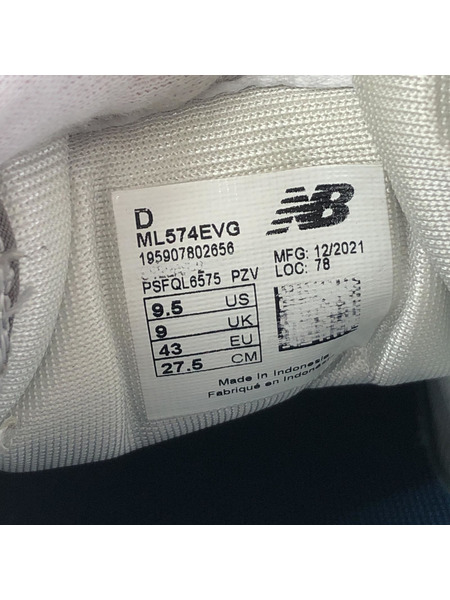 D
NB
ML574EVG
195907802656
MFG: 12/2021
LOC: 78
PSFQL6575 PZV
9.5 US
9 UK
43 EU
27.5 CM
Made in Indonesia
Fabriqué en Indonésie